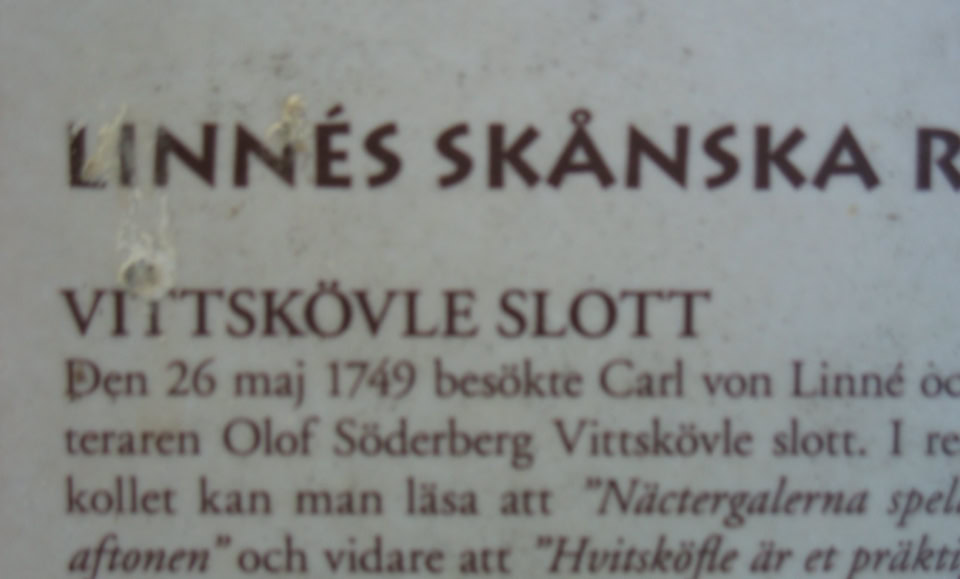 LINNÉS SKÅNSKA
VITTSKÖVLE SLOTT
Den 26 maj 1749 besökte Carl von Linné
teraren Olof Söderberg Vittskövle slott. I
kollet kan man läsa att "Näctergalerna
aftonen" och vidare att "Hvitsköfle är et